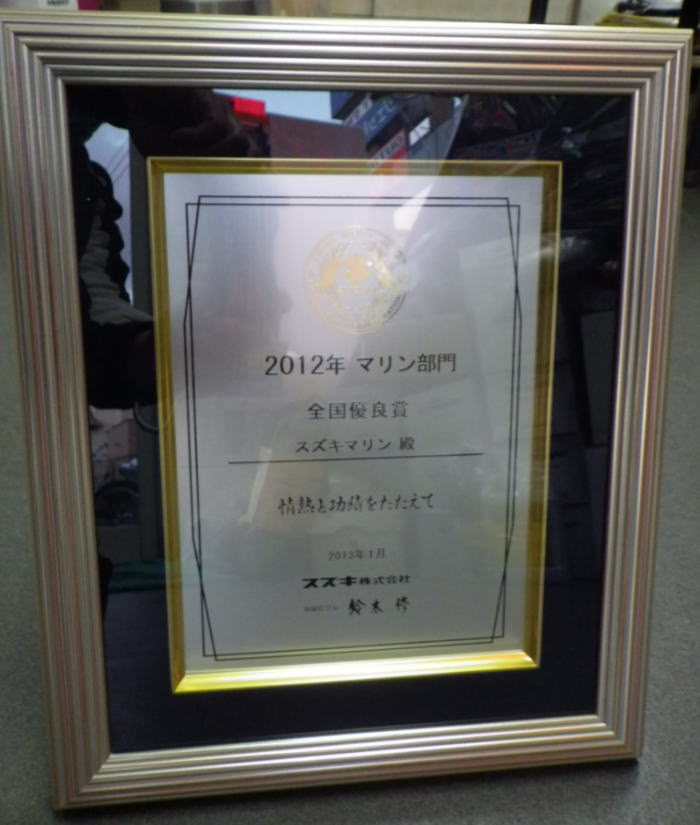 2012年 マリン部門
全国優良賞
スズキマリン 殿
情熱と功績をたたえて
2013年1月
スズキ株式会社
鈴木 修